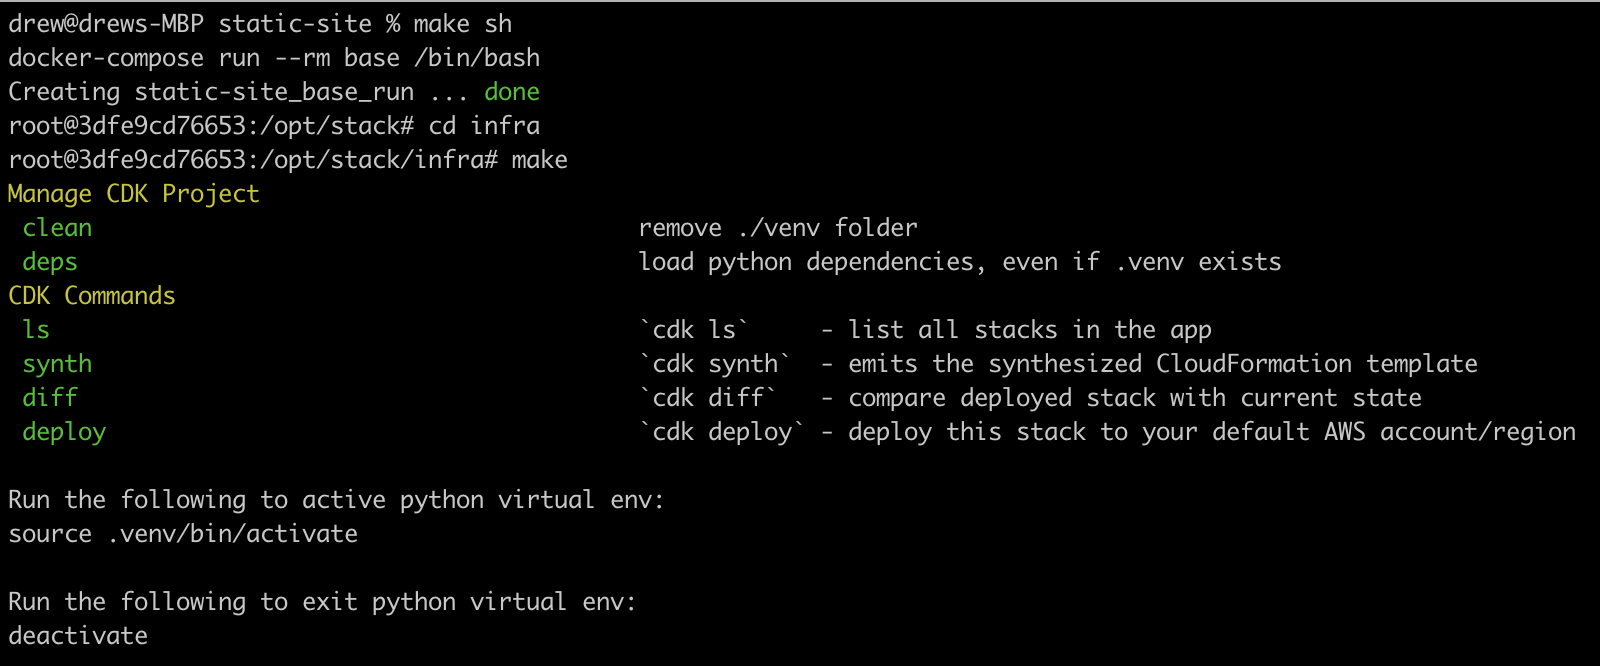 drew@drews-MBP static-site % make sh
docker-compose run --rm base /bin/bash
Creating static-site_base_run ... done
root@3dfe9cd76653:/opt/stack# cd infra
root@3dfe9cd76653:/opt/stack/infra# make
Manage CDK Project
 clean                                       remove ./venv folder
 deps                                        load python dependencies, even if .venv exists
CDK Commands
 ls                                          `cdk ls`     - list all stacks in the app
 synth                                       `cdk synth`  - emits the synthesized CloudFormation template
 diff                                        `cdk diff`   - compare deployed stack with current state
 deploy                                      `cdk deploy` - deploy this stack to your default AWS account/region

Run the following to active python virtual env:
source .venv/bin/activate

Run the following to exit python virtual env:
deactivate